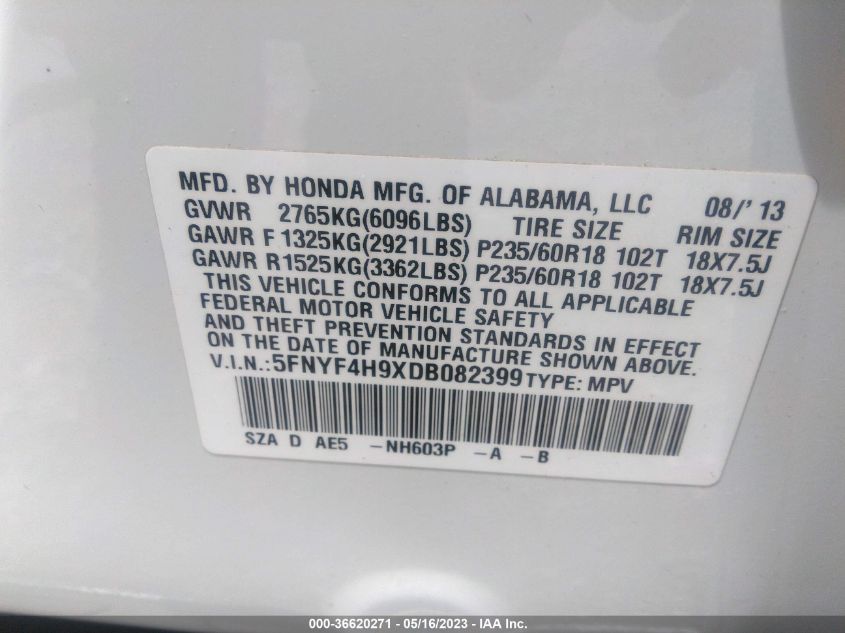 MFD. BY HONDA MFG. OF ALABAMA, LLC 08/'13
GVWR 2765KG(6096LBS) TIRE SIZE RIM SIZE
GAWR F 1325KG(2921LBS) P235/60R18 102T 18X7.5J
GAWR R1525KG(3362LBS) P235/60R18 102T 18X7.5J
THIS VEHICLE CONFORMS TO ALL APPLICABLE
FEDERAL MOTOR VEHICLE SAFETY
AND THEFT PREVENTION STANDARDS IN EFFECT
ON THE DATE OF MANUFACTURE SHOWN ABOVE.
V.I.N.:5FNYF4H9XDB082399 TYPE: MPV
SZA D AE5 -NH603P -A -B
000-36620271 - 05/16/2023 - IAA Inc.